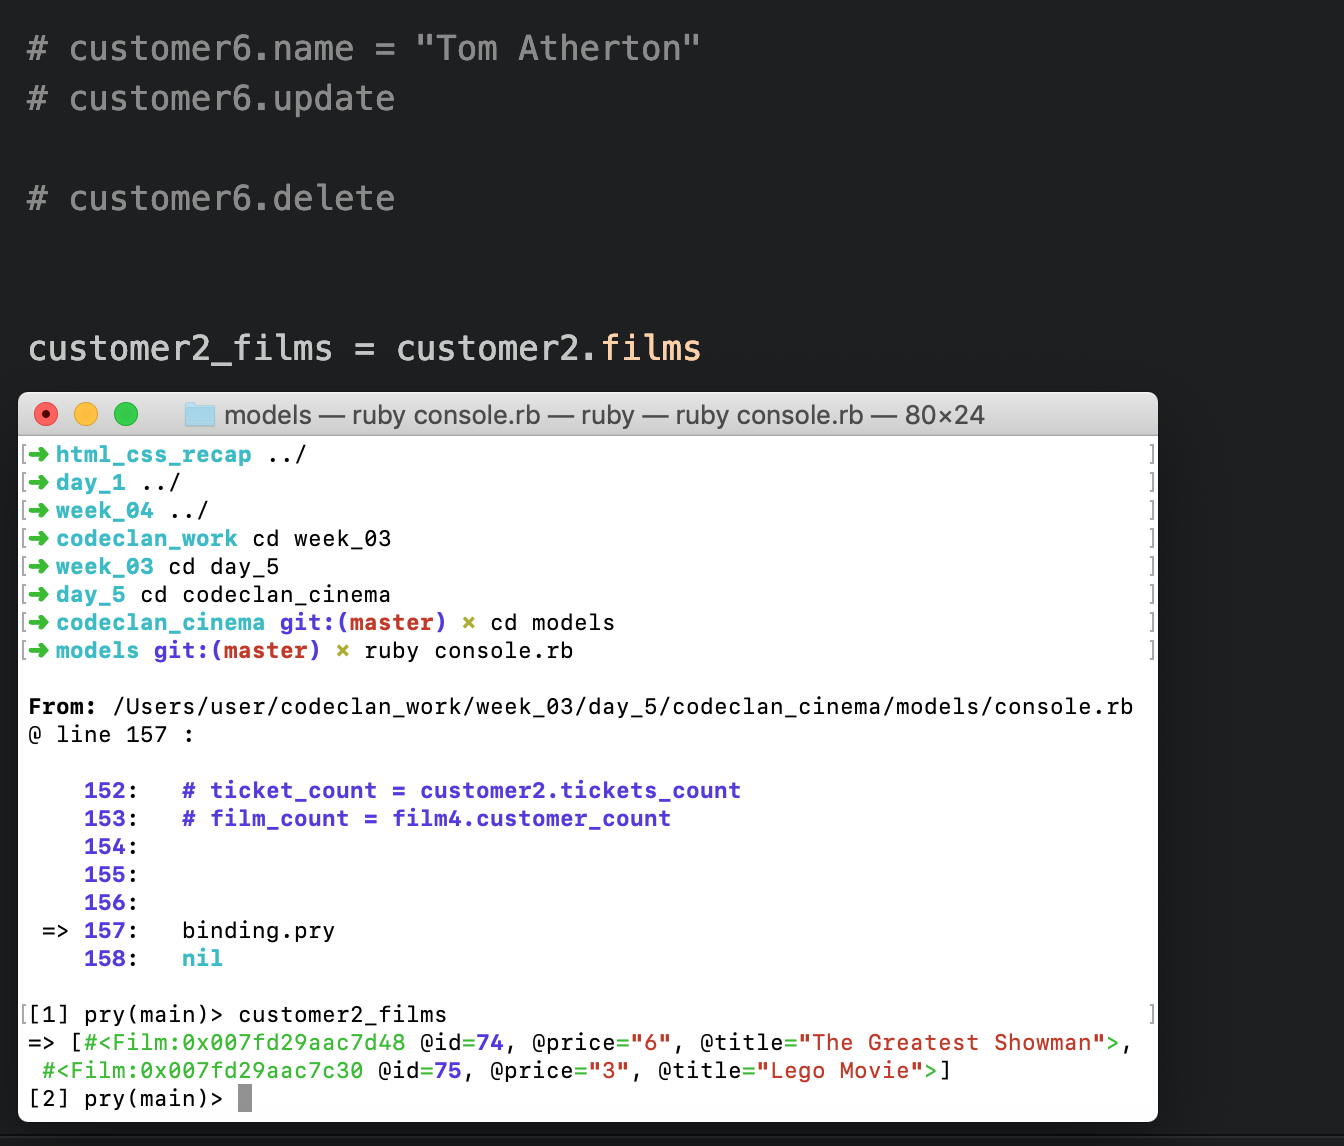 # customer6.name = "Tom Atherton"
# customer6.update
# customer6.delete
customer2_films = customer2.films
models — ruby console.rb — ruby — ruby console.rb — 80×24
[➜ html_css_recap ../ ]
[➜ day_1 ../ ]
[➜ week_04 ../ ]
[➜ codeclan_work cd week_03 ]
[➜ week_03 cd day_5 ]
[➜ day_5 cd codeclan_cinema ]
[➜ codeclan_cinema git:(master) × cd models ]
[➜ models git:(master) × ruby console.rb ]
From: /Users/user/codeclan_work/week_03/day_5/codeclan_cinema/models/console.rb
@ line 157 :
152: # ticket_count = customer2.tickets_count
153: # film_count = film4.customer_count
154:
155:
156:
=> 157: binding.pry
158: nil
[[1] pry(main)> customer2_films ]
=> [#<Film:0x007fd29aac7d48 @id=74, @price="6", @title="The Greatest Showman">,
#<Film:0x007fd29aac7c30 @id=75, @price="3", @title="Lego Movie">]
[2] pry(main)>